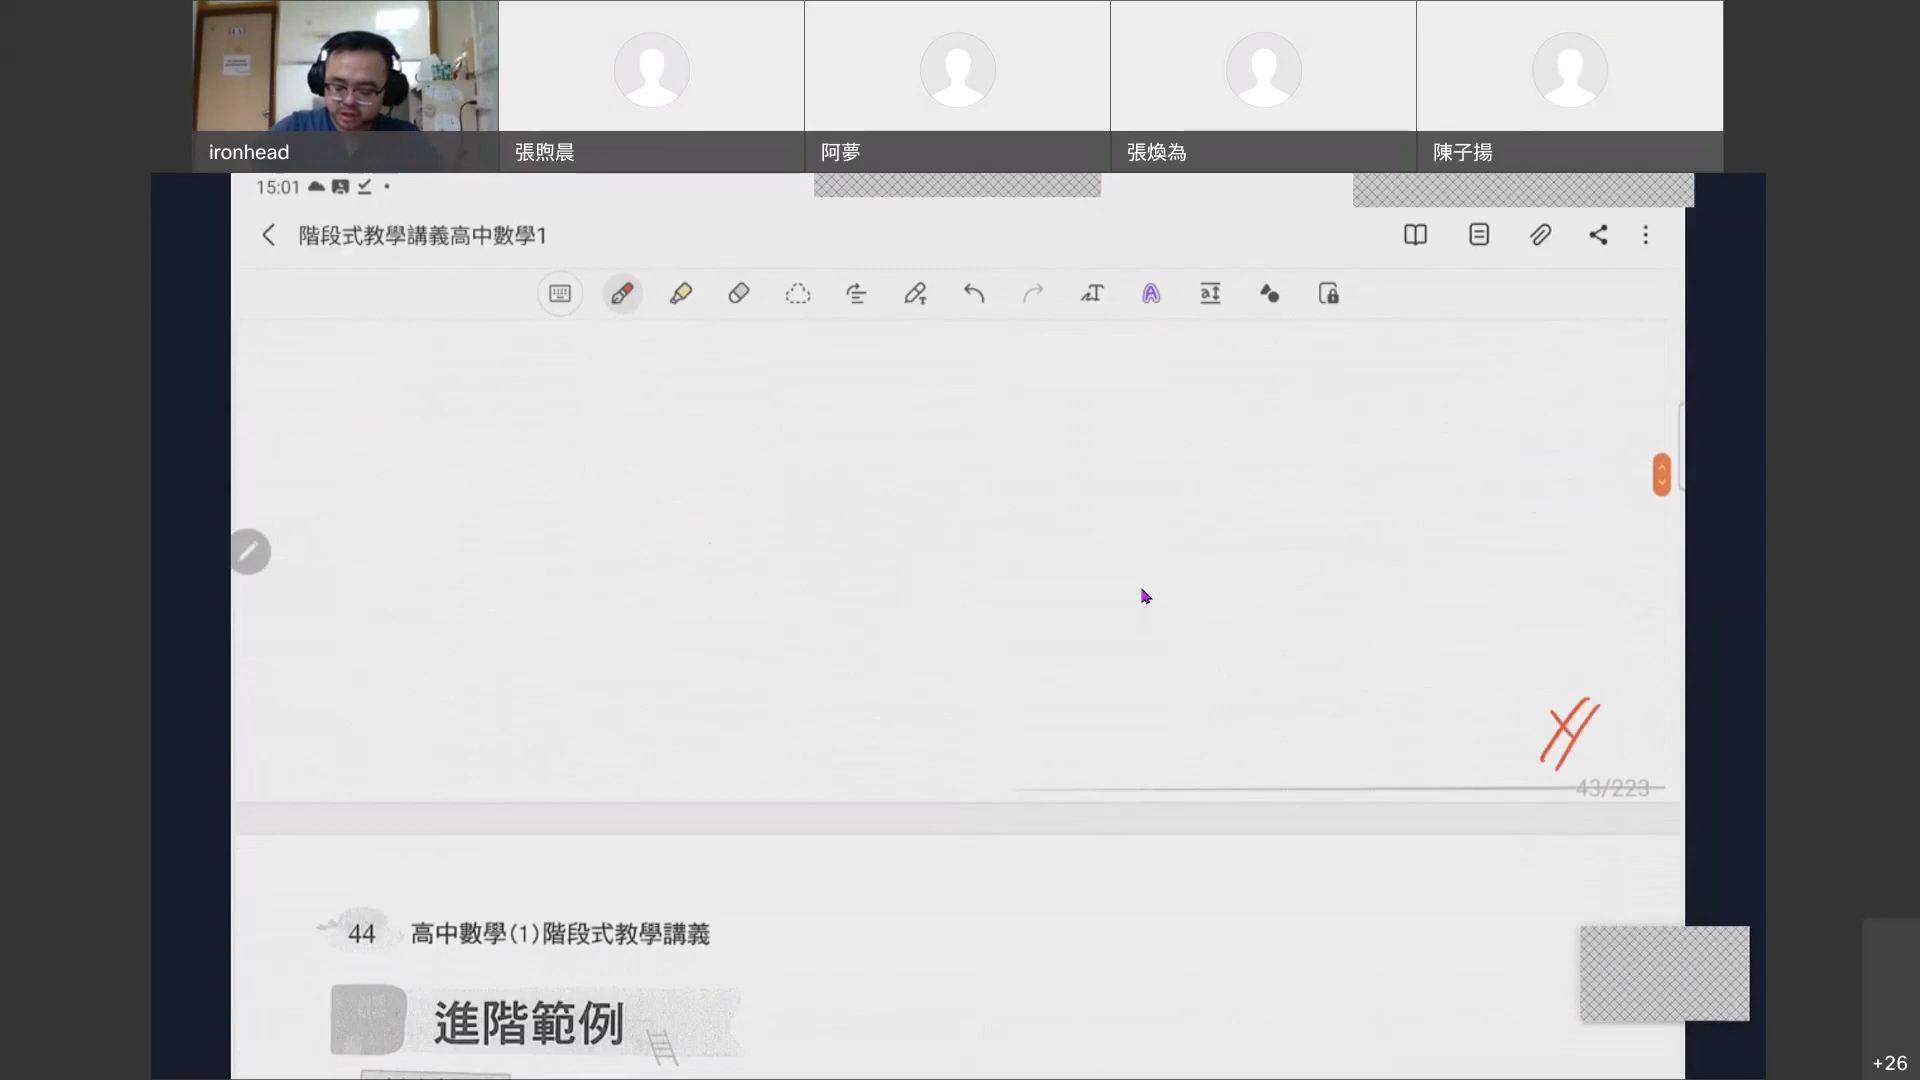 ironhead
張煦晨
阿夢
張煥為
陳子揚
15:01
階段式教學講義高中數學1
43/223
44 高中數學(1)階段式教學講義
進階範例
+26